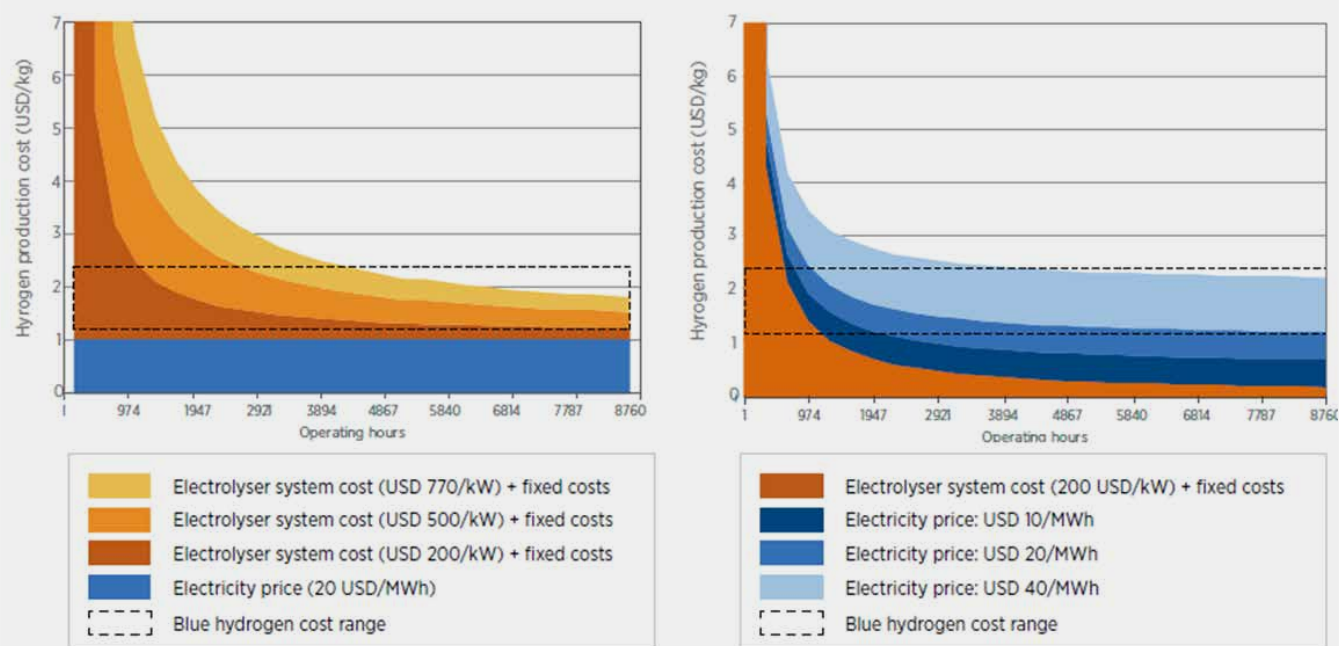 Hyrogen production cost (USD/kg)
7
6
5
4
3
2
1
0
1 974 1947 2921 3894 4867 5840 6814 7787 8760
Operating hours
Electrolyser system cost (USD 770/kW) + fixed costs
Electrolyser system cost (USD 500/kW) + fixed costs
Electrolyser system cost (USD 200/kW) + fixed costs
Electricity price (20 USD/MWh)
Blue hydrogen cost range
Hyrogen production cost (USD/kg)
7
6
5
4
3
2
1
0
1 974 1947 2921 3894 4867 5840 6814 7787 8760
Operating hours
Electrolyser system cost (200 USD/kW) + fixed costs
Electricity price: USD 10/MWh
Electricity price: USD 20/MWh
Electricity price: USD 40/MWh
Blue hydrogen cost range